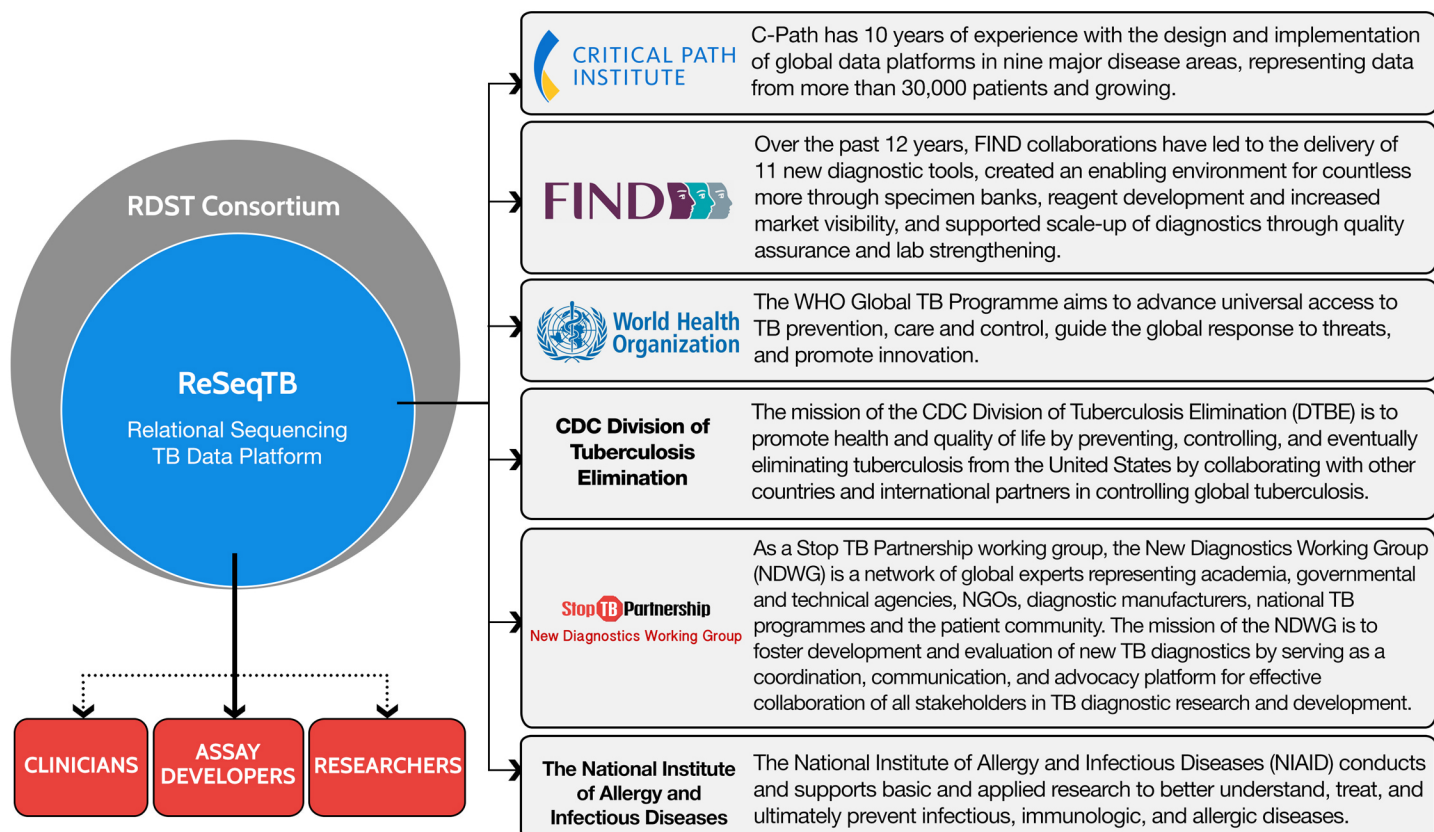 RDST Consortium
ReSeqTB
Relational Sequencing
TB Data Platform
CLINICIANS
ASSAY
DEVELOPERS
RESEARCHERS
CRITICAL PATH
INSTITUTE
C-Path has 10 years of experience with the design and implementation
of global data platforms in nine major disease areas, representing data
from more than 30,000 patients and growing.
FIND
Over the past 12 years, FIND collaborations have led to the delivery of
11 new diagnostic tools, created an enabling environment for countless
more through specimen banks, reagent development and increased
market visibility, and supported scale-up of diagnostics through quality
assurance and lab strengthening.
World Health
Organization
The WHO Global TB Programme aims to advance universal access to
TB prevention, care and control, guide the global response to threats,
and promote innovation.
CDC Division of
Tuberculosis
Elimination
The mission of the CDC Division of Tuberculosis Elimination (DTBE) is to
promote health and quality of life by preventing, controlling, and eventually
eliminating tuberculosis from the United States by collaborating with other
countries and international partners in controlling global tuberculosis.
Stop TB Partnership
New Diagnostics Working Group
As a Stop TB Partnership working group, the New Diagnostics Working Group
(NDWG) is a network of global experts representing academia, governmental
and technical agencies, NGOs, diagnostic manufacturers, national TB
programmes and the patient community. The mission of the NDWG is to
foster development and evaluation of new TB diagnostics by serving as a
coordination, communication, and advocacy platform for effective
collaboration of all stakeholders in TB diagnostic research and development.
The National Institute
of Allergy and
Infectious Diseases
The National Institute of Allergy and Infectious Diseases (NIAID) conducts
and supports basic and applied research to better understand, treat, and
ultimately prevent infectious, immunologic, and allergic diseases.